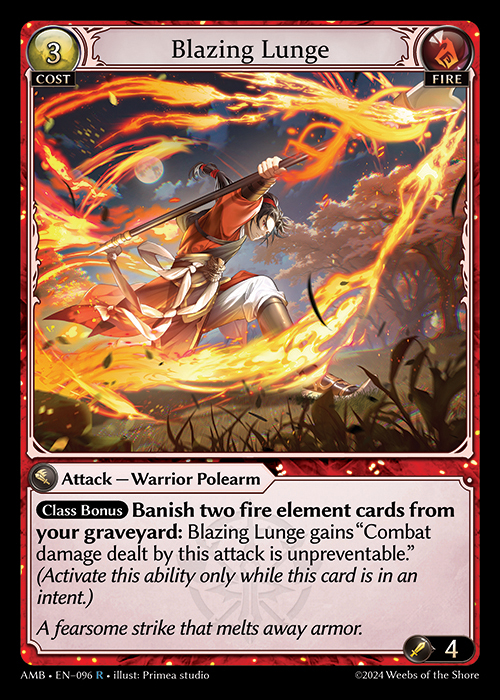 3
COST
Blazing Lunge
FIRE
Attack — Warrior Polearm
Class Bonus Banish two fire element cards from
your graveyard: Blazing Lunge gains “Combat
damage dealt by this attack is unpreventable.”
(Activate this ability only while this card is in an
intent.)
A fearsome strike that melts away armor.
4
AMB • EN–096 R • illust: Primea studio
©2024 Weebs of the Shore